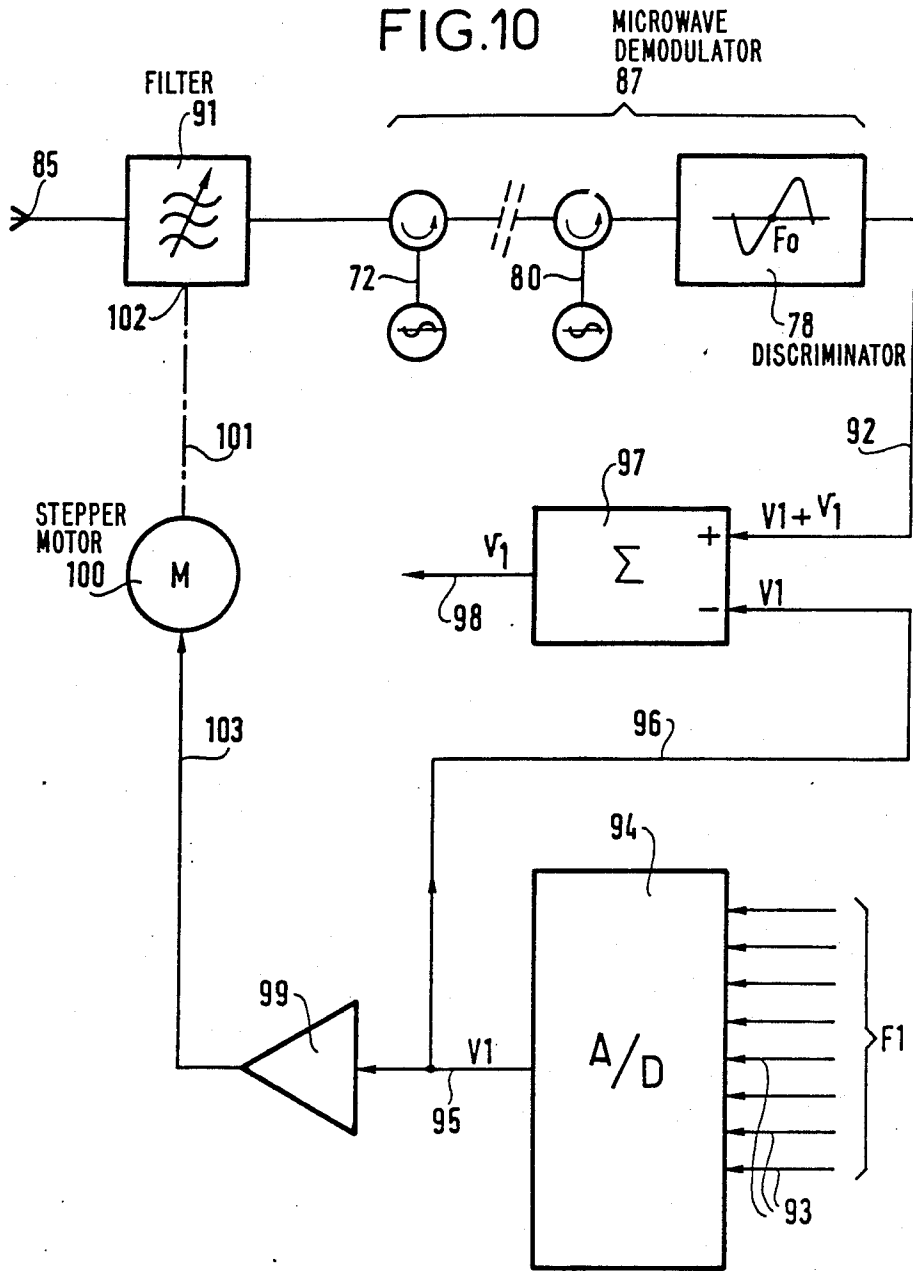 FIG.10
MICROWAVE
DEMODULATOR
87
FILTER
91
85
102
72
80
Fo
78
DISCRIMINATOR
101
92
97
STEPPER
MOTOR
100
M
Σ
+
V1 + v1
-
V1
v1
98
103
96
94
99
V1
95
A/D
F1
93